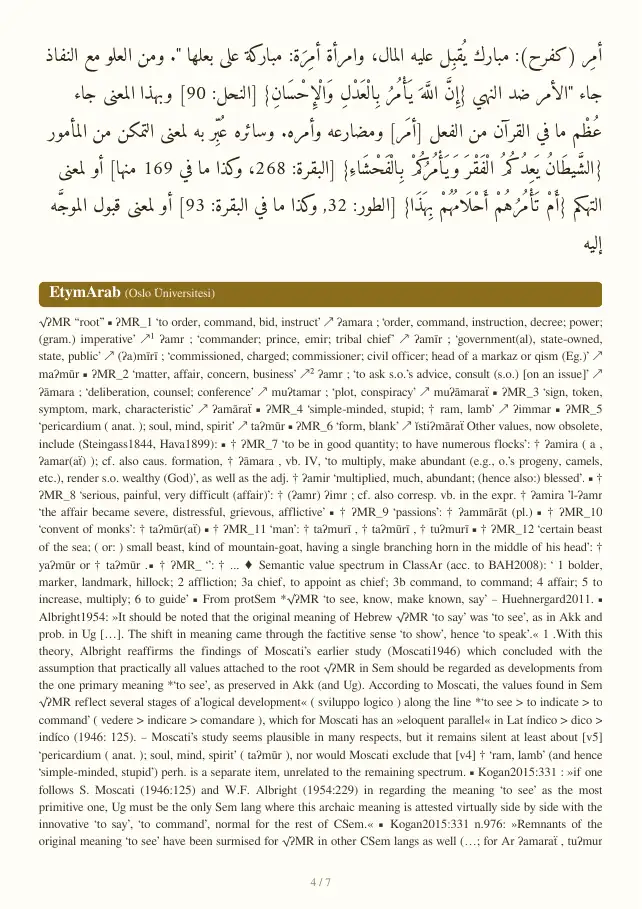 أمِر (كفرح): مبارك يُقبِل عليه المال، وامرأة أمِرَة: مباركة على بعلها ". ومن العلو مع النفاذ
جاء "الأمر ضد النهي {إِنَّ اللَّهَ يَأْمُرُ بِالْعَدْلِ وَالْإِحْسَانِ} [النحل: 90] وبهذا المعنى جاء
عُظْم ما في القرآن من الفعل [أمَر] ومضارعه وأمره. وسائره عُبِّر به لمعنى التمكن من المأمور
{الشَّيطَانُ يَعِدُكُمُ الْفَقْرَ وَيَأْمُرُكُمْ بِالْفَحْشَاءِ} [البقرة: 268، وكذا ما في 169 منها] أو لمعنى
التهكم {أَمْ تَأْمُرُهُمْ أَحْلَامُهُمْ بِهَذَا} [الطور: 32, وكذا ما في البقرة: 93] أو لمعنى قبول الموجَّه
إليه
EtymArab (Oslo Üniversitesi)
√ʔMR “root” ▪ ʔMR_1 ‘to order, command, bid, instruct’ ↗ ʔamara ; ‘order, command, instruction, decree; power;
(gram.) imperative’ ↗¹ ʔamr ; ‘commander; prince, emir; tribal chief’ ↗ ʔamīr ; ‘government(al), state-owned,
state, public’ ↗ (ʔa)mīrī ; ‘commissioned, charged; commissioner; civil officer; head of a markaz or qism (Eg.)’ ↗
maʔmūr ▪ ʔMR_2 ‘matter, affair, concern, business’ ↗² ʔamr ; ‘to ask s.o.’s advice, consult (s.o.) [on an issue]’ ↗
ʔāmara ; ‘deliberation, counsel; conference’ ↗ muʔtamar ; ‘plot, conspiracy’ ↗ muʔāmaraẗ ▪ ʔMR_3 ‘sign, token,
symptom, mark, characteristic’ ↗ ʔamāraẗ ▪ ʔMR_4 ‘simple-minded, stupid; † ram, lamb’ ↗ ʔimmar ▪ ʔMR_5
‘pericardium ( anat. ); soul, mind, spirit’ ↗ taʔmūr ▪ ʔMR_6 ‘form, blank’ ↗ ĭstiʔmāraẗ Other values, now obsolete,
include (Steingass1844, Hava1899): ▪ † ʔMR_7 ‘to be in good quantity; to have numerous flocks’: † ʔamira ( a ,
ʔamar(aẗ) ); cf. also caus. formation, † ʔāmara , vb. IV, ‘to multiply, make abundant (e.g., o.’s progeny, camels,
etc.), render s.o. wealthy (God)’, as well as the adj. † ʔamir ‘multiplied, much, abundant; (hence also:) blessed’. ▪ †
ʔMR_8 ‘serious, painful, very difficult (affair)’: † (ʔamr) ʔimr ; cf. also corresp. vb. in the expr. † ʔamira ’l-ʔamr
‘the affair became severe, distressful, grievous, afflictive’ ▪ † ʔMR_9 ‘passions’: † ʔammāraẗ (pl.) ▪ † ʔMR_10
‘convent of monks’: † taʔmūr(aẗ) ▪ † ʔMR_11 ‘man’: † taʔmurī , † taʔmūrī , † tuʔmurī ▪ † ʔMR_12 ‘certain beast
of the sea; ( or: ) small beast, kind of mountain-goat, having a single branching horn in the middle of his head’: †
yaʔmūr or † taʔmūr .▪ † ʔMR_ ‘’: † ... ♦ Semantic value spectrum in ClassAr (acc. to BAH2008): ‘ 1 bolder,
marker, landmark, hillock; 2 affliction; 3a chief, to appoint as chief; 3b command, to command; 4 affair; 5 to
increase, multiply; 6 to guide’ ▪ From protSem *√ʔMR ‘to see, know, make known, say’ – Huehnergard2011. ▪
Albright1954: »It should be noted that the original meaning of Hebrew √ʔMR ‘to say’ was ‘to see’, as in Akk and
prob. in Ug […]. The shift in meaning came through the factitive sense ‘to show’, hence ‘to speak’.« 1 .With this
theory, Albright reaffirms the findings of Moscati’s earlier study (Moscati1946) which concluded with the
assumption that practically all values attached to the root √ʔMR in Sem should be regarded as developments from
the one primary meaning *‘to see’, as preserved in Akk (and Ug). According to Moscati, the values found in Sem
√ʔMR reflect several stages of a’logical development« ( sviluppo logico ) along the line *‘to see > to indicate > to
command’ ( vedere > indicare > comandare ), which for Moscati has an »eloquent parallel« in Lat índico > dico >
indíco (1946: 125). – Moscati’s study seems plausible in many respects, but it remains silent at least about [v5]
‘pericardium ( anat. ); soul, mind, spirit’ ( taʔmūr ), nor would Moscati exclude that [v4] † ‘ram, lamb’ (and hence
‘simple-minded, stupid’) perh. is a separate item, unrelated to the remaining spectrum. ▪ Kogan2015:331 : »if one
follows S. Moscati (1946:125) and W.F. Albright (1954:229) in regarding the meaning ‘to see’ as the most
primitive one, Ug must be the only Sem lang where this archaic meaning is attested virtually side by side with the
innovative ‘to say’, ‘to command’, normal for the rest of CSem.« ▪ Kogan2015:331 n.976: »Remnants of the
original meaning ‘to see’ have been surmised for √ʔMR in other CSem langs as well (…; for Ar ʔamaraẗ , tuʔmur
4 / 7